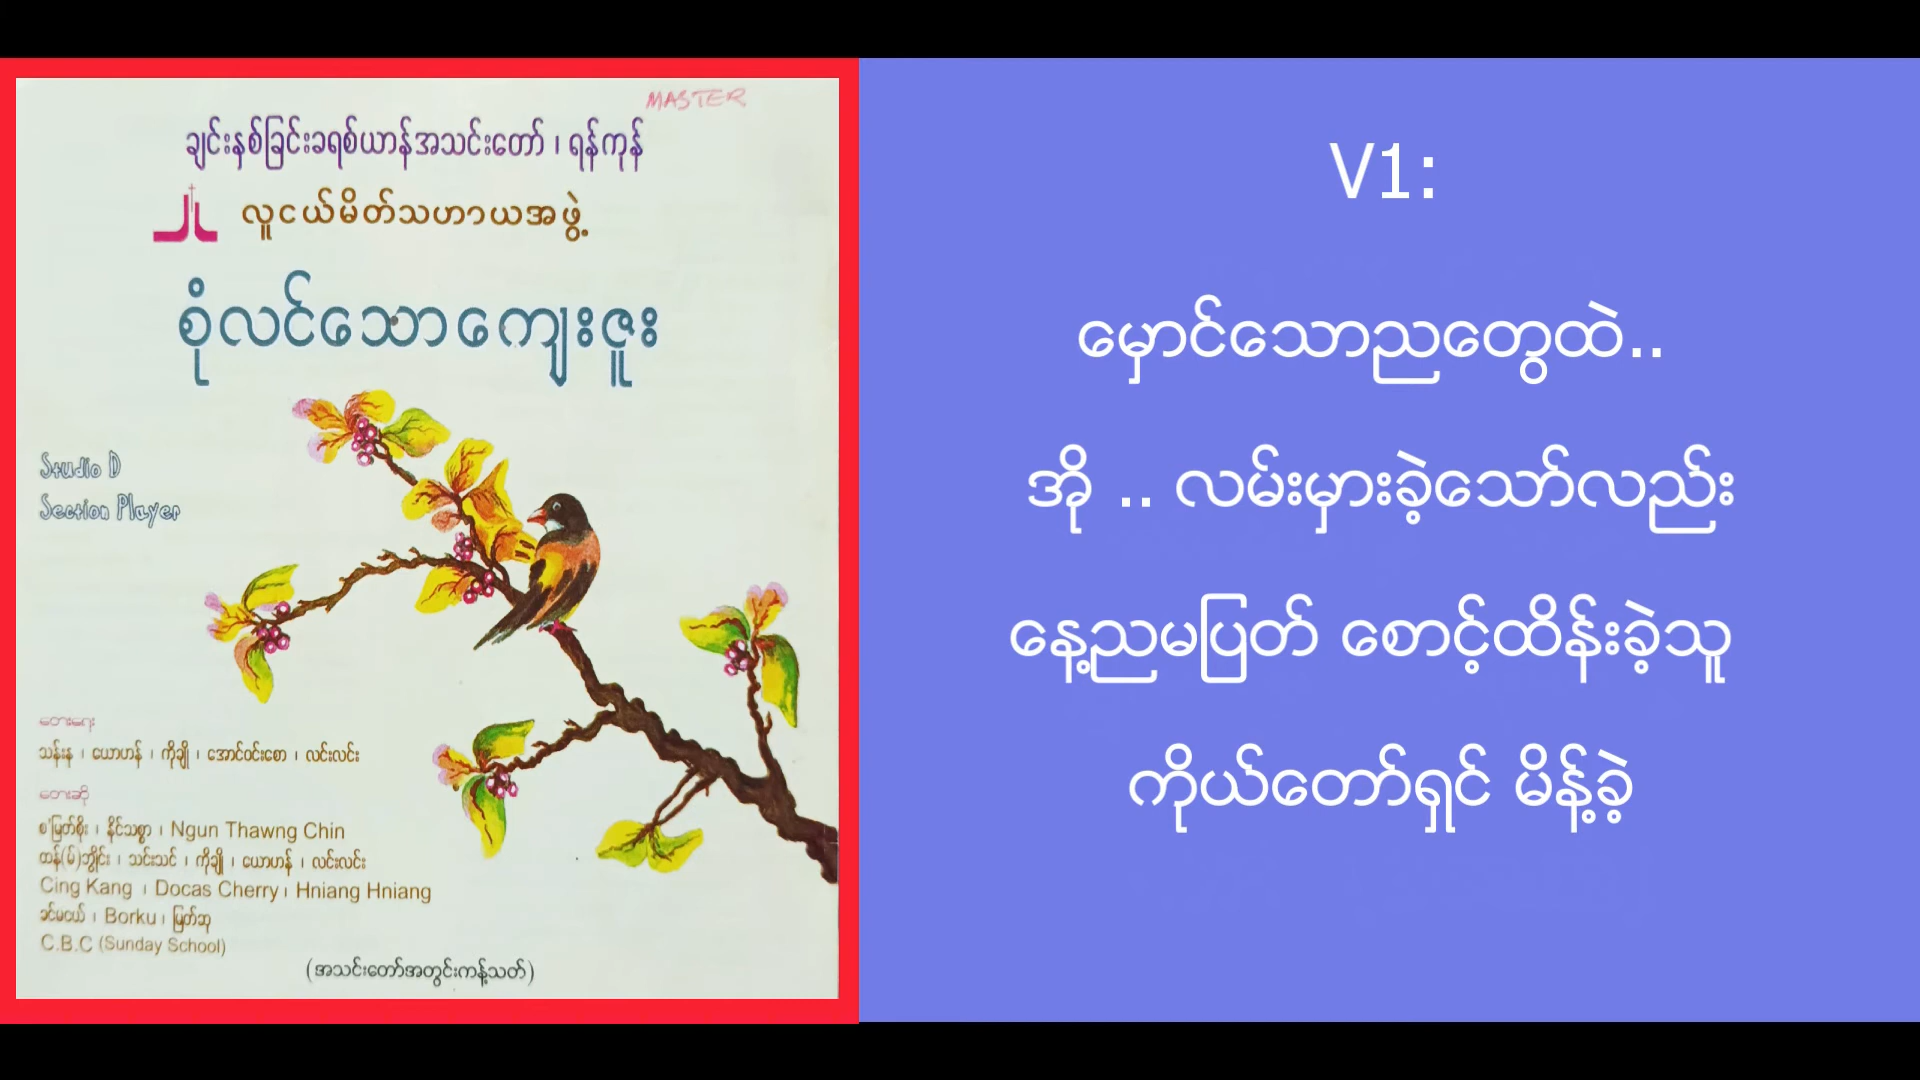 MASTER
ချင်းနှစ်ခြင်းခရစ်ယာန်အသင်းတော် ၊ ရန်ကုန်
လူငယ်မိတ်သဟာယအဖွဲ့
စိုလင်သောကျေးဇူး
Studio D
Section Player
တေးရေး
သန်းန ၊ ယောဟန် ၊ ကိုချို ၊ အောင်ဝင်းစော ၊ လင်းလင်း
တေးဆို
စ်မြတ်စိုး ၊ နိုင်သစ္စာ ၊ Ngun Thawng Chin
ထန်(မ်)ဘွိုင်း ၊ သင်းသင် ၊ ကိုချို ၊ ယောဟန် ၊ လင်းလင်း
Cing Kang ၊ Docas Cherry ၊ Hniang Hniang
ခင်မငယ် ၊ Borku ၊ မြတ်ဆု
C.B.C (Sunday School)
(အသင်းတော်အတွင်းကန့်သတ်)
V1:
မှောင်သောညတွေထဲ..
အို .. လမ်းမှားခဲ့သော်လည်း
နေ့ညမပြတ် စောင့်ထိန်းခဲ့သူ
ကိုယ်တော်ရှင် မိန့်ခဲ့